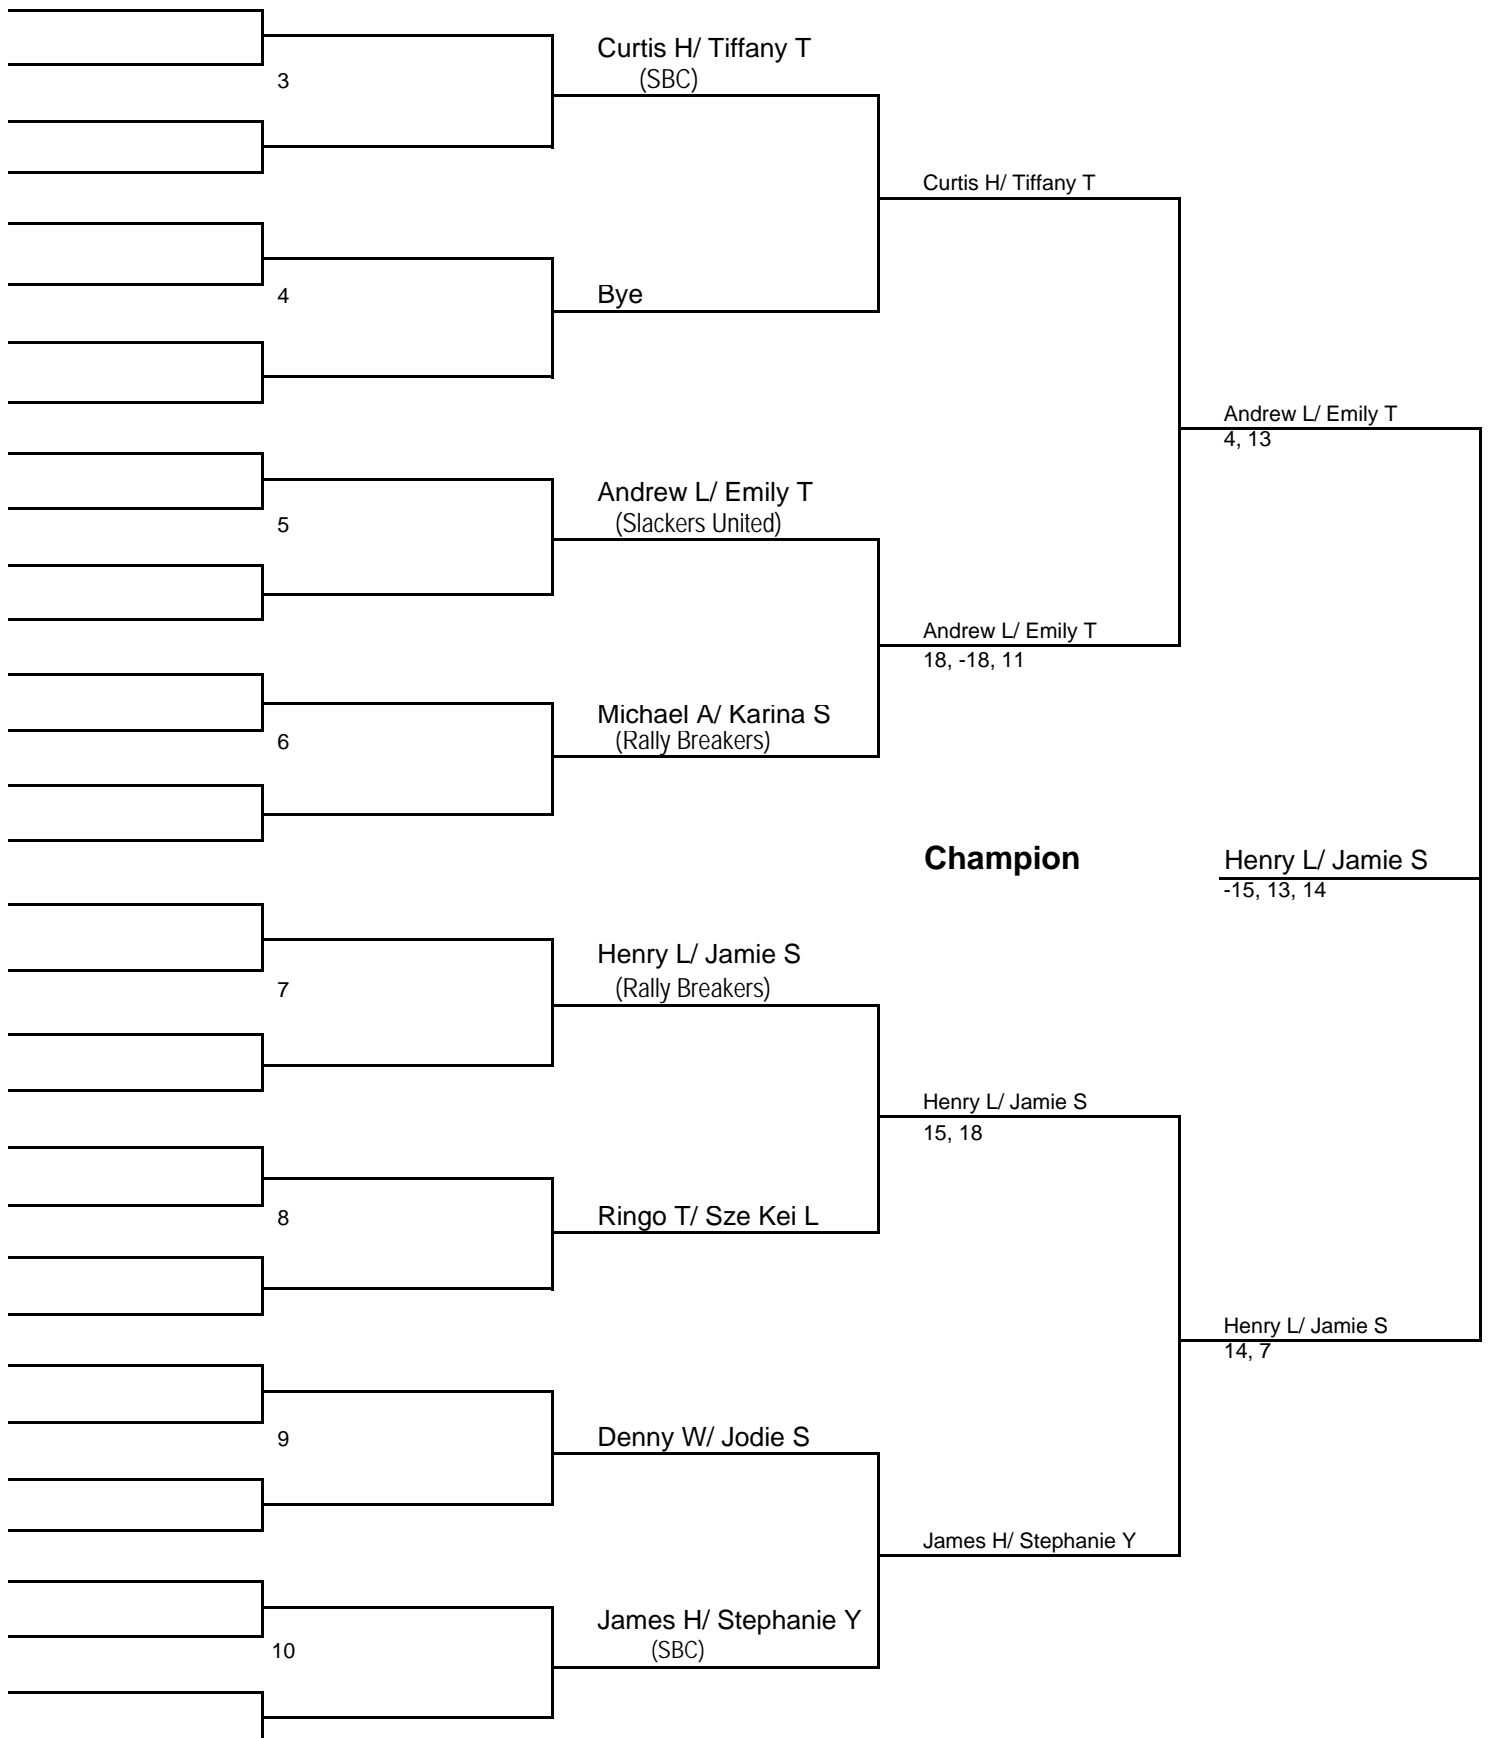 Curtis H/ Tiffany T
(SBC)
3
Curtis H/ Tiffany T
4
Bye
Andrew L/ Emily T
4, 13
Andrew L/ Emily T
(Slackers United)
5
Andrew L/ Emily T
18, -18, 11
Michael A/ Karina S
(Rally Breakers)
6
Champion
Henry L/ Jamie S
-15, 13, 14
Henry L/ Jamie S
(Rally Breakers)
7
Henry L/ Jamie S
15, 18
8
Ringo T/ Sze Kei L
Henry L/ Jamie S
14, 7
9
Denny W/ Jodie S
James H/ Stephanie Y
James H/ Stephanie Y
(SBC)
10